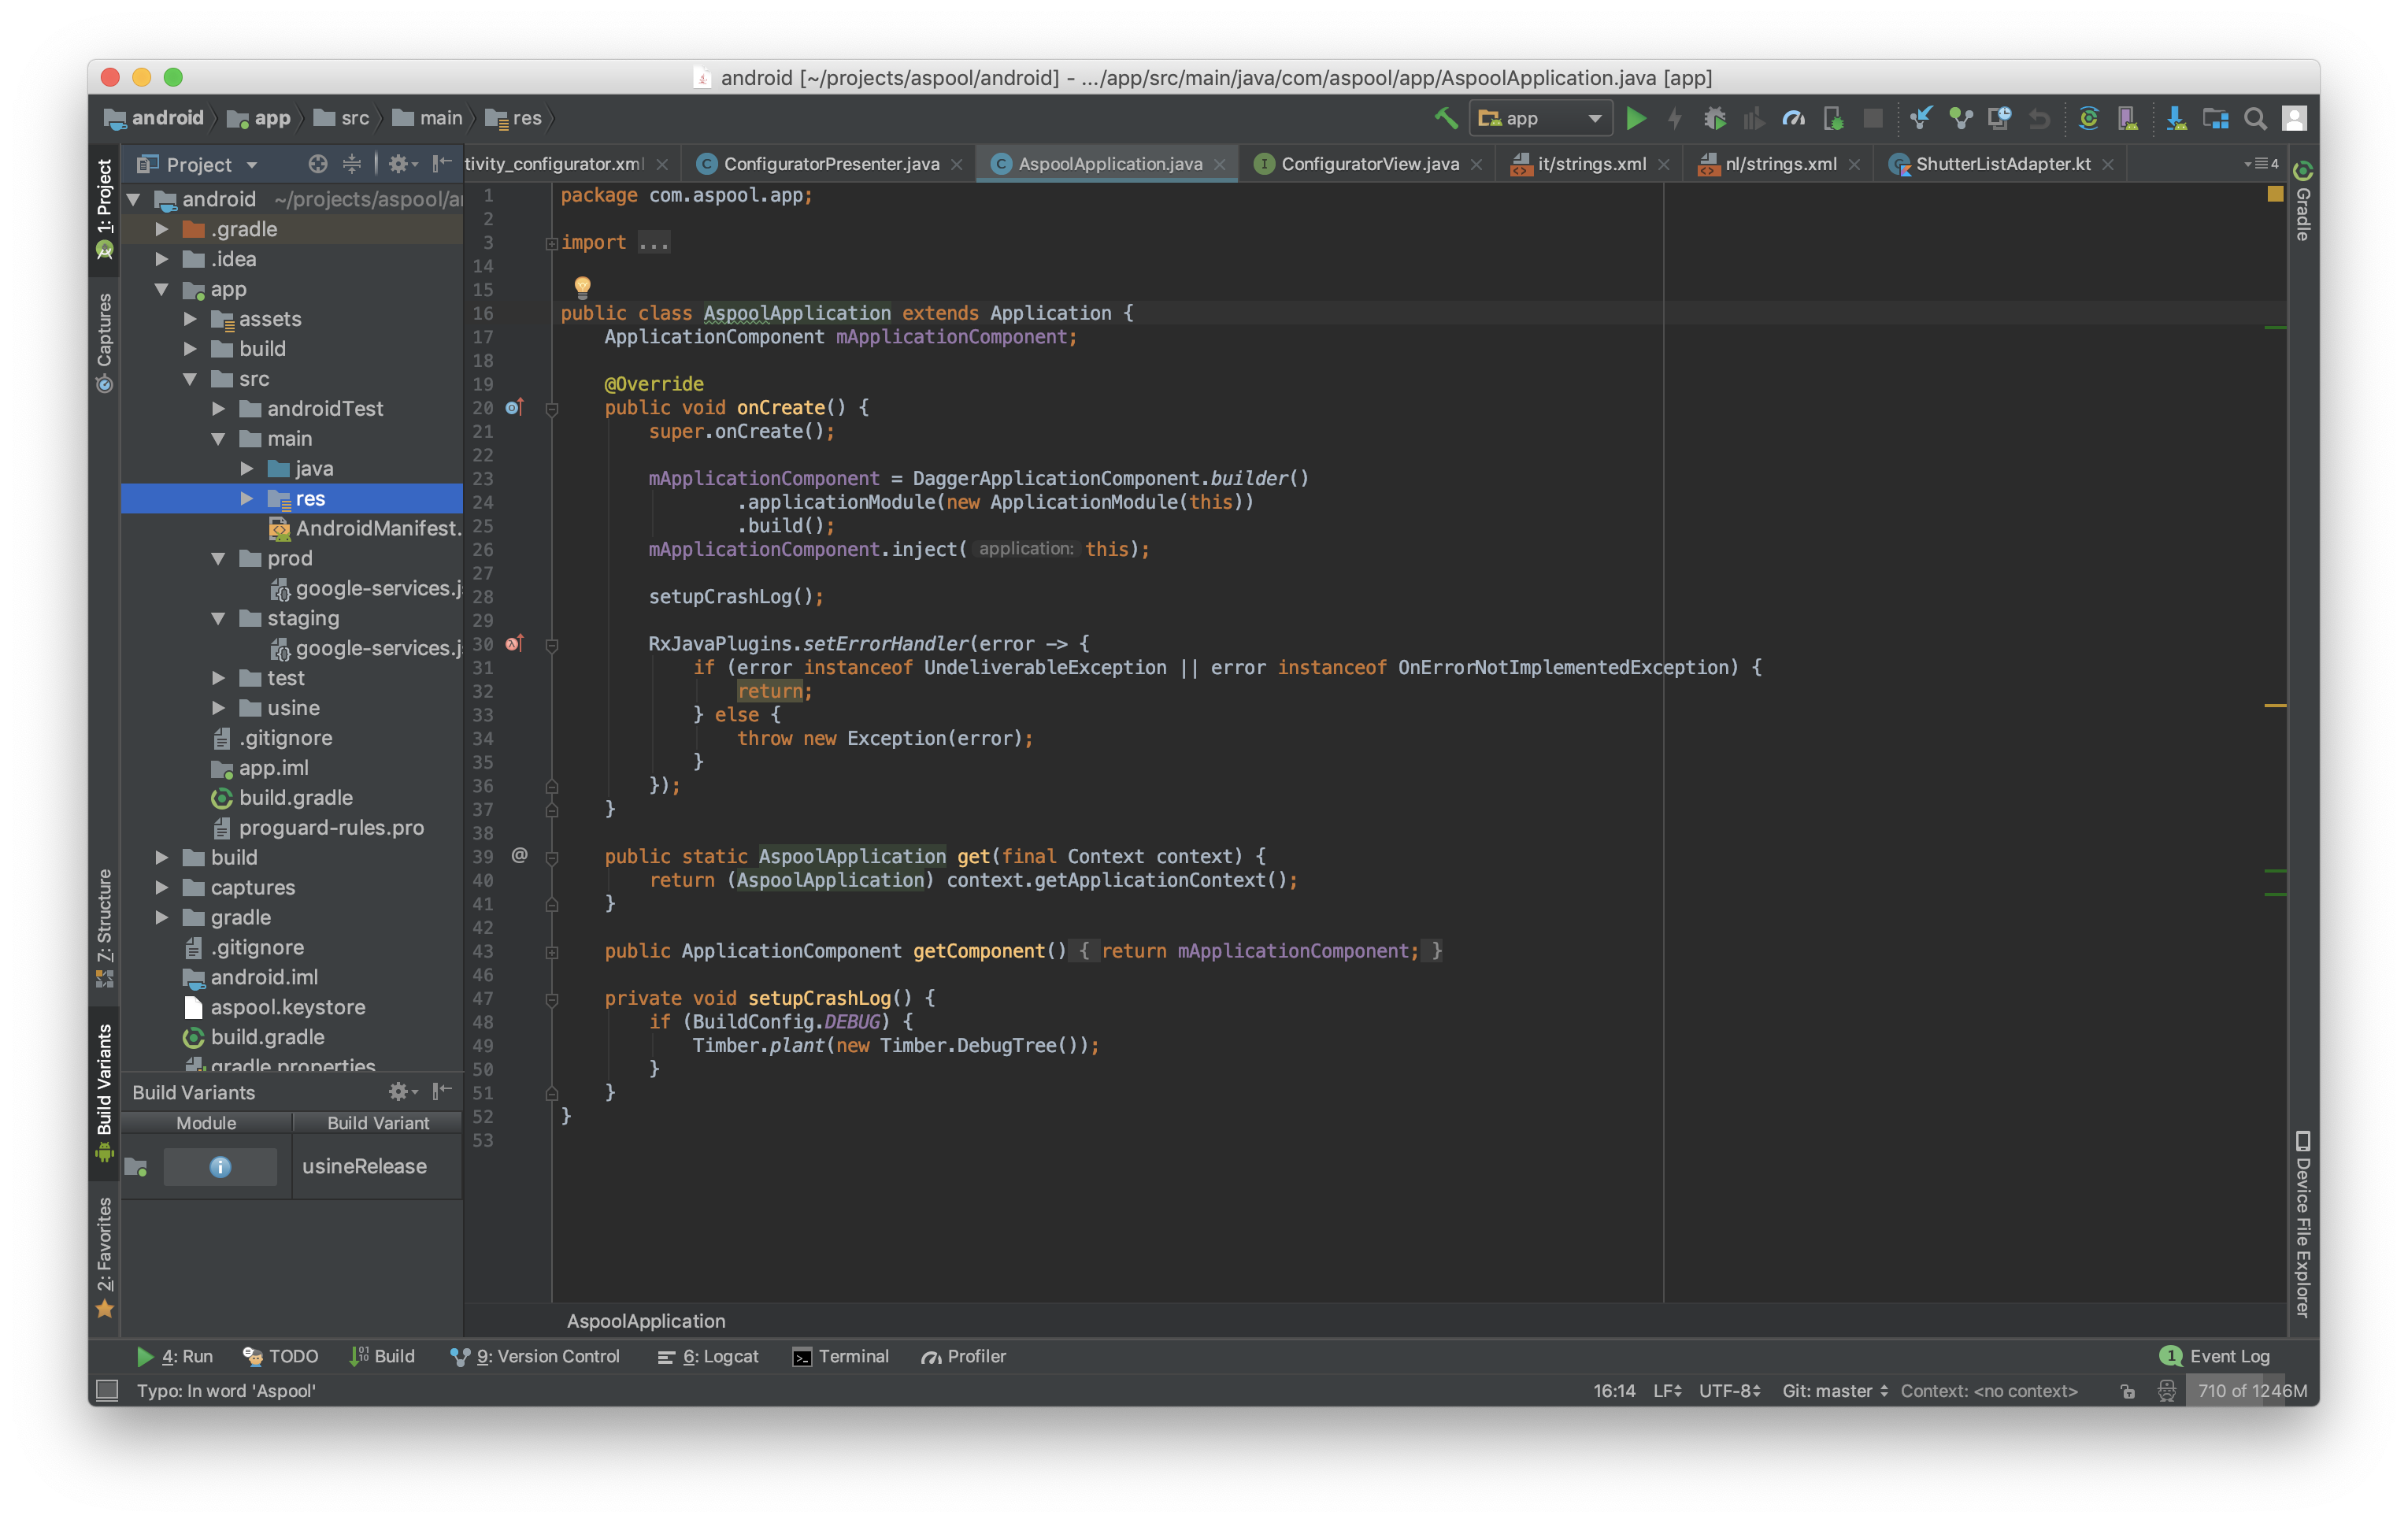 android [~/projects/aspool/android] - .../app/src/main/java/com/aspool/app/AspoolApplication.java [app]
android app src main res
app
1: Project
Captures
7: Structure
Build Variants
2: Favorites
Project
android ~/projects/aspool/a
.gradle
.idea
app
assets
build
src
androidTest
main
java
res
AndroidManifest.
prod
google-services.j
staging
google-services.j
test
usine
.gitignore
app.iml
build.gradle
proguard-rules.pro
build
captures
gradle
.gitignore
android.iml
aspool.keystore
build.gradle
gradle.properties
Build Variants
Module Build Variant
usineRelease
tivity_configurator.xml ConfiguratorPresenter.java AspoolApplication.java ConfiguratorView.java it/strings.xml nl/strings.xml ShutterListAdapter.kt 4
1 package com.aspool.app;
2
3 import ...
14
15
16 public class AspoolApplication extends Application {
17 ApplicationComponent mApplicationComponent;
18
19 @Override
20 public void onCreate() {
21 super.onCreate();
22
23 mApplicationComponent = DaggerApplicationComponent.builder()
24 .applicationModule(new ApplicationModule(this))
25 .build();
26 mApplicationComponent.inject( application: this);
27
28 setupCrashLog();
29
30 RxJavaPlugins.setErrorHandler(error -> {
31 if (error instanceof UndeliverableException || error instanceof OnErrorNotImplementedException) {
32 return;
33 } else {
34 throw new Exception(error);
35 }
36 });
37 }
38
39 @ public static AspoolApplication get(final Context context) {
40 return (AspoolApplication) context.getApplicationContext();
41 }
42
43 public ApplicationComponent getComponent() { return mApplicationComponent; }
46
47 private void setupCrashLog() {
48 if (BuildConfig.DEBUG) {
49 Timber.plant(new Timber.DebugTree());
50 }
51 }
52 }
53
AspoolApplication
Gradle
Device File Explorer
4: Run TODO Build 9: Version Control 6: Logcat Terminal Profiler 1 Event Log
Typo: In word 'Aspool' 16:14 LF UTF-8 Git: master Context: <no context> 710 of 1246M